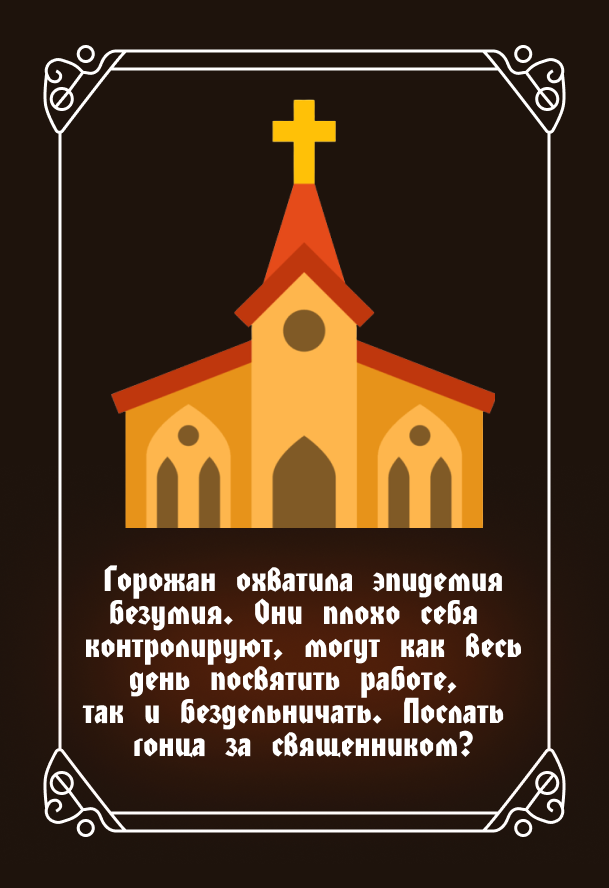 Горожан охватила эпидемия
безумия. Они плохо себя
контролируют, могут как весь
день посвятить работе,
так и бездельничать. Послать
гонца за священником?